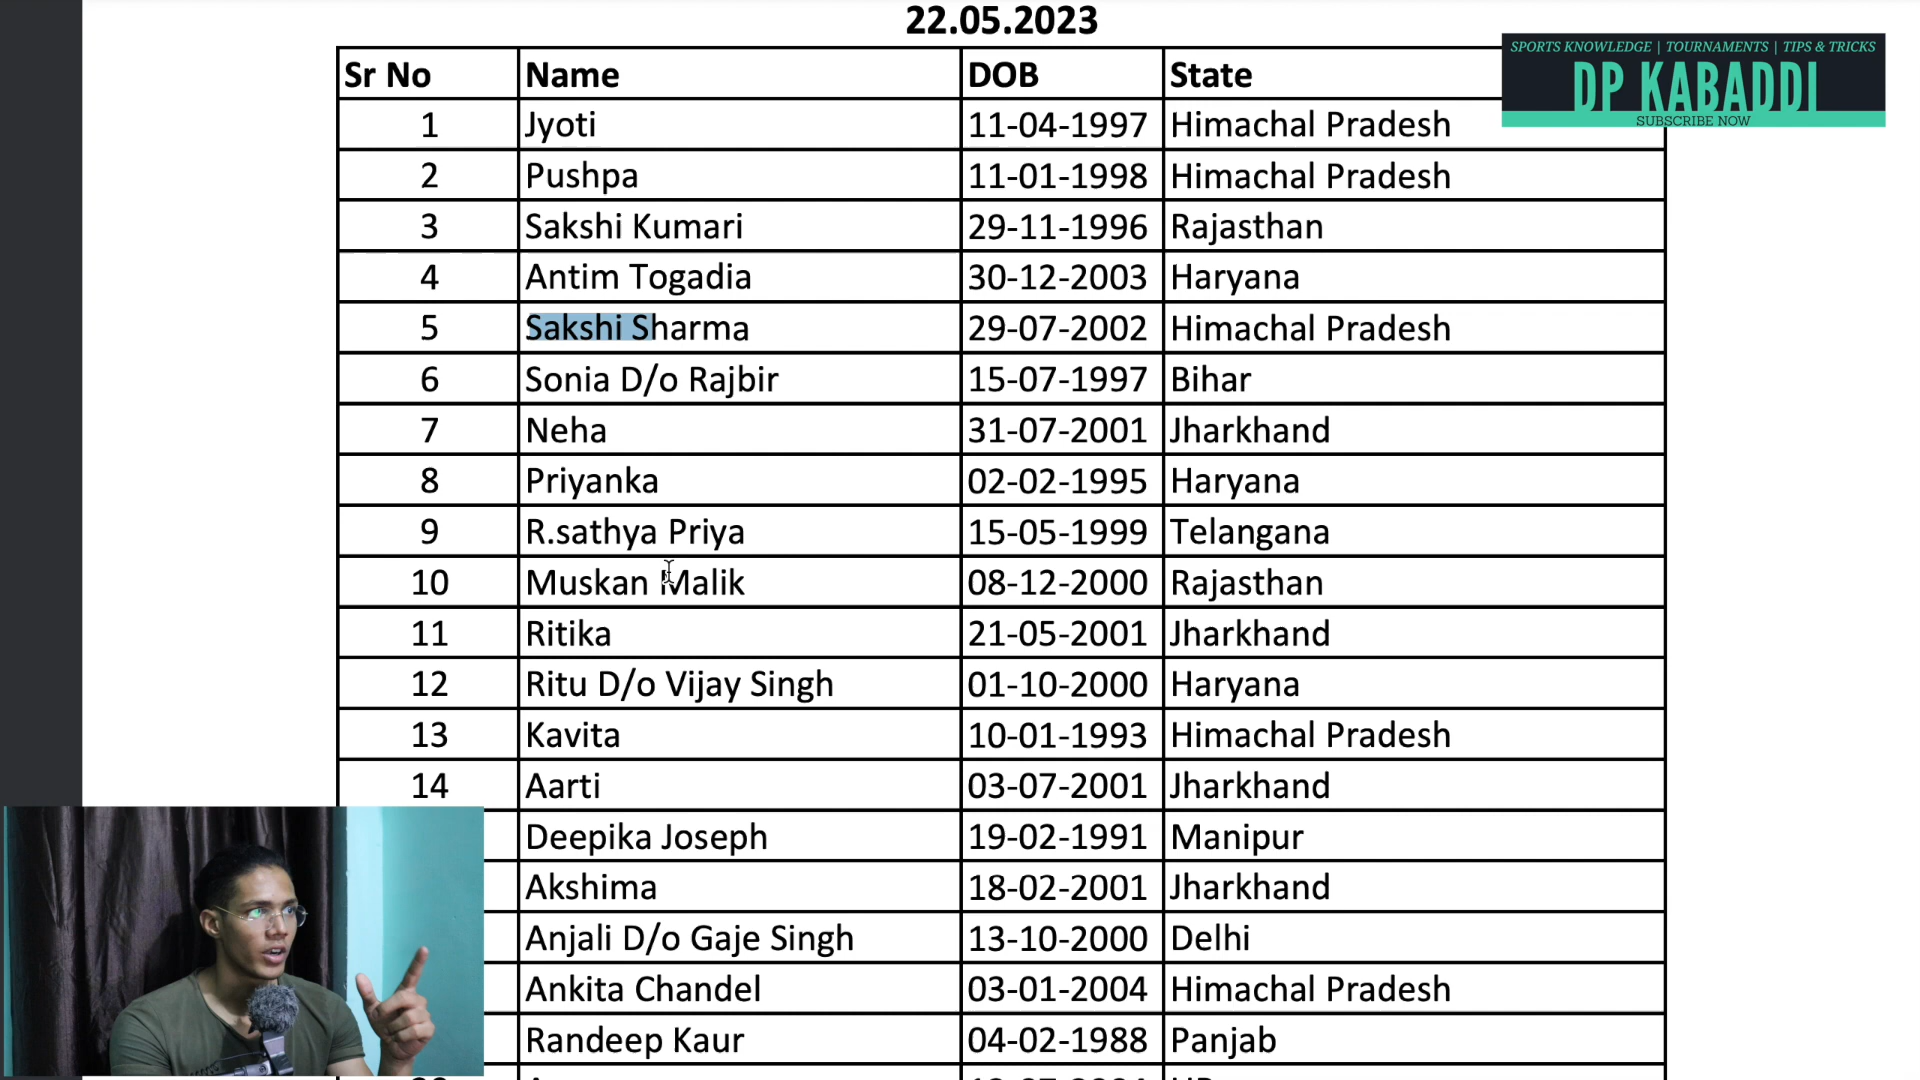 22.05.2023
SPORTS KNOWLEDGE | TOURNAMENTS | TIPS & TRICKS
DP KABADDI
SUBSCRIBE NOW
Sr No Name DOB State
1 Jyoti 11-04-1997 Himachal Pradesh
2 Pushpa 11-01-1998 Himachal Pradesh
3 Sakshi Kumari 29-11-1996 Rajasthan
4 Antim Togadia 30-12-2003 Haryana
5 Sakshi Sharma 29-07-2002 Himachal Pradesh
6 Sonia D/o Rajbir 15-07-1997 Bihar
7 Neha 31-07-2001 Jharkhand
8 Priyanka 02-02-1995 Haryana
9 R.sathya Priya 15-05-1999 Telangana
10 Muskan Malik 08-12-2000 Rajasthan
11 Ritika 21-05-2001 Jharkhand
12 Ritu D/o Vijay Singh 01-10-2000 Haryana
13 Kavita 10-01-1993 Himachal Pradesh
14 Aarti 03-07-2001 Jharkhand
Deepika Joseph 19-02-1991 Manipur
Akshima 18-02-2001 Jharkhand
Anjali D/o Gaje Singh 13-10-2000 Delhi
Ankita Chandel 03-01-2004 Himachal Pradesh
Randeep Kaur 04-02-1988 Panjab